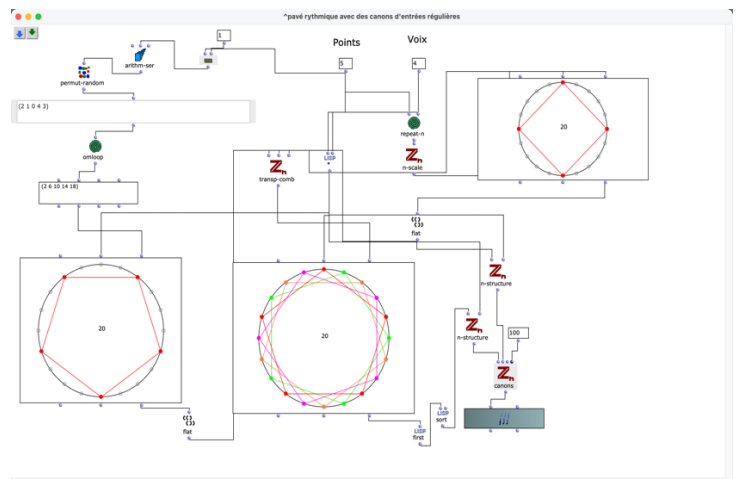 ^pavé rythmique avec des canons d'entrées régulières
1
Points
Voix
arithm-ser
5
4
permut-random
(2 1 0 4 3)
20
repeat-n
omloop
LISP
n-scale
transp-comb
(2 6 10 14 18)
flat
n-structure
20
20
n-structure
100
canons
flat
LISP
first
LISP
sort